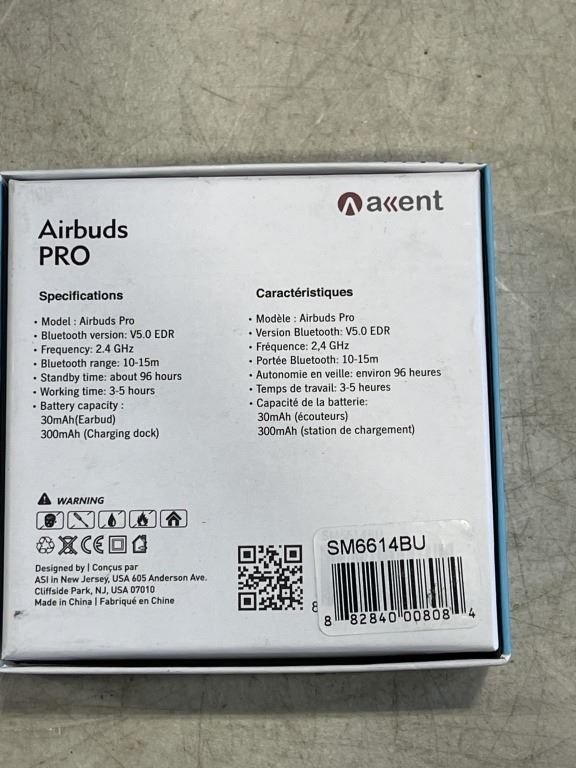 akent
Airbuds
PRO
Specifications
• Model : Airbuds Pro
• Bluetooth version: V5.0 EDR
• Frequency: 2.4 GHz
• Bluetooth range: 10-15m
• Standby time: about 96 hours
• Working time: 3-5 hours
• Battery capacity :
30mAh(Earbud)
300mAh (Charging dock)
Caractéristiques
• Modèle : Airbuds Pro
• Version Bluetooth: V5.0 EDR
• Fréquence: 2,4 GHz
• Portée Bluetooth: 10-15m
• Autonomie en veille: environ 96 heures
• Temps de travail: 3-5 heures
• Capacité de la batterie:
30mAh (écouteurs)
300mAh (station de chargement)
WARNING
CE
Designed by | Conçus par
ASI in New Jersey, USA 605 Anderson Ave.
Cliffside Park, NJ, USA 07010
Made in China | Fabriqué en Chine
SM6614BU
8
8 82840 00808 4